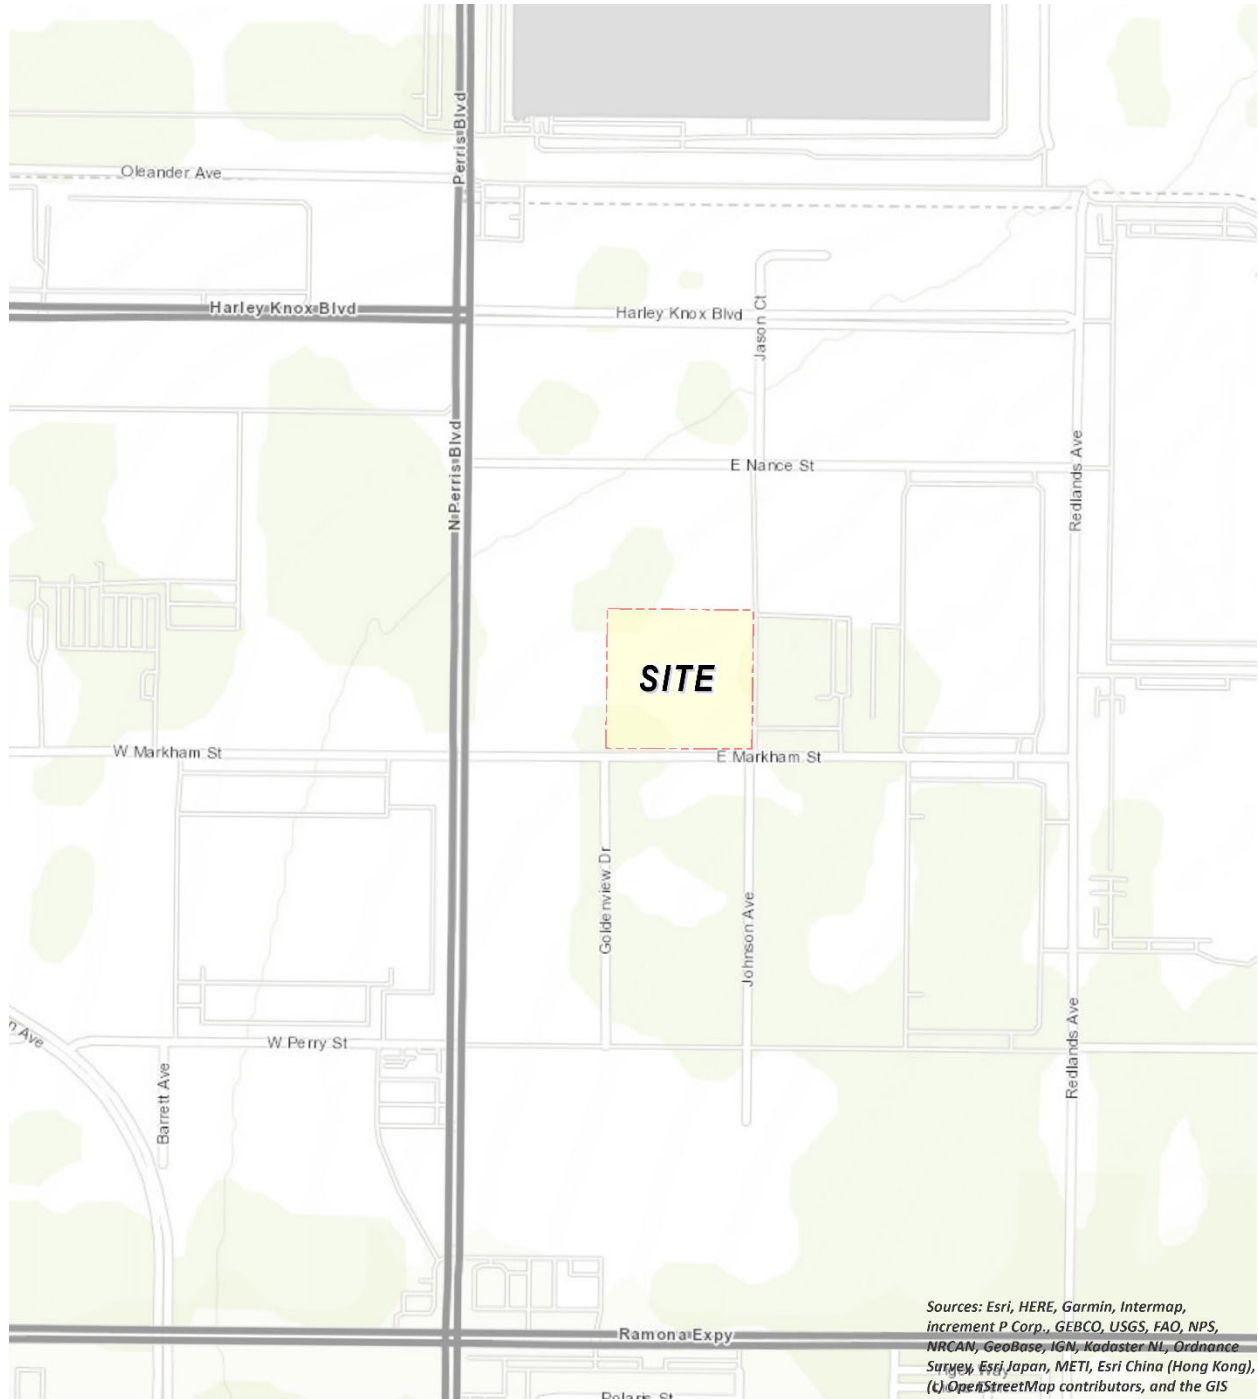 Perris Blvd
Oleander Ave
Harley Knox Blvd
Harley Knox Blvd
Jason Ct
N Perris Blvd
E Nance St
Redlands Ave
SITE
W Markham St
E Markham St
Goldenview Dr
Johnson Ave
n Ave
W Perry St
Barrett Ave
Redlands Ave
Ramona Expy
Polaris St
Sources: Esri, HERE, Garmin, Intermap,
increment P Corp., GEBCO, USGS, FAO, NPS,
NRCAN, GeoBase, IGN, Kadaster NL, Ordnance
Survey, Esri Japan, METI, Esri China (Hong Kong),
(c) OpenStreetMap contributors, and the GIS